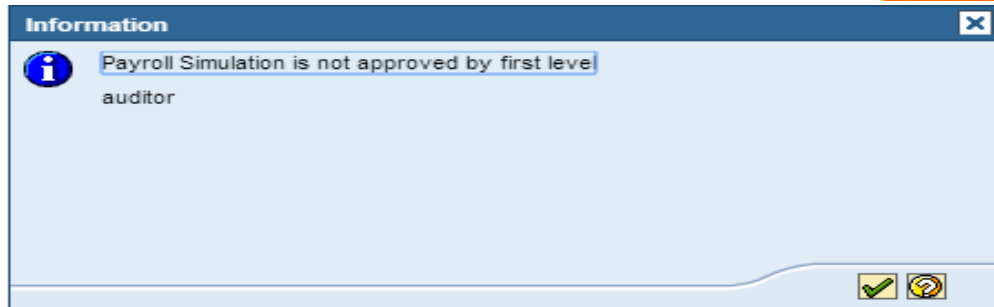 Information
Payroll Simulation is not approved by first level
auditor